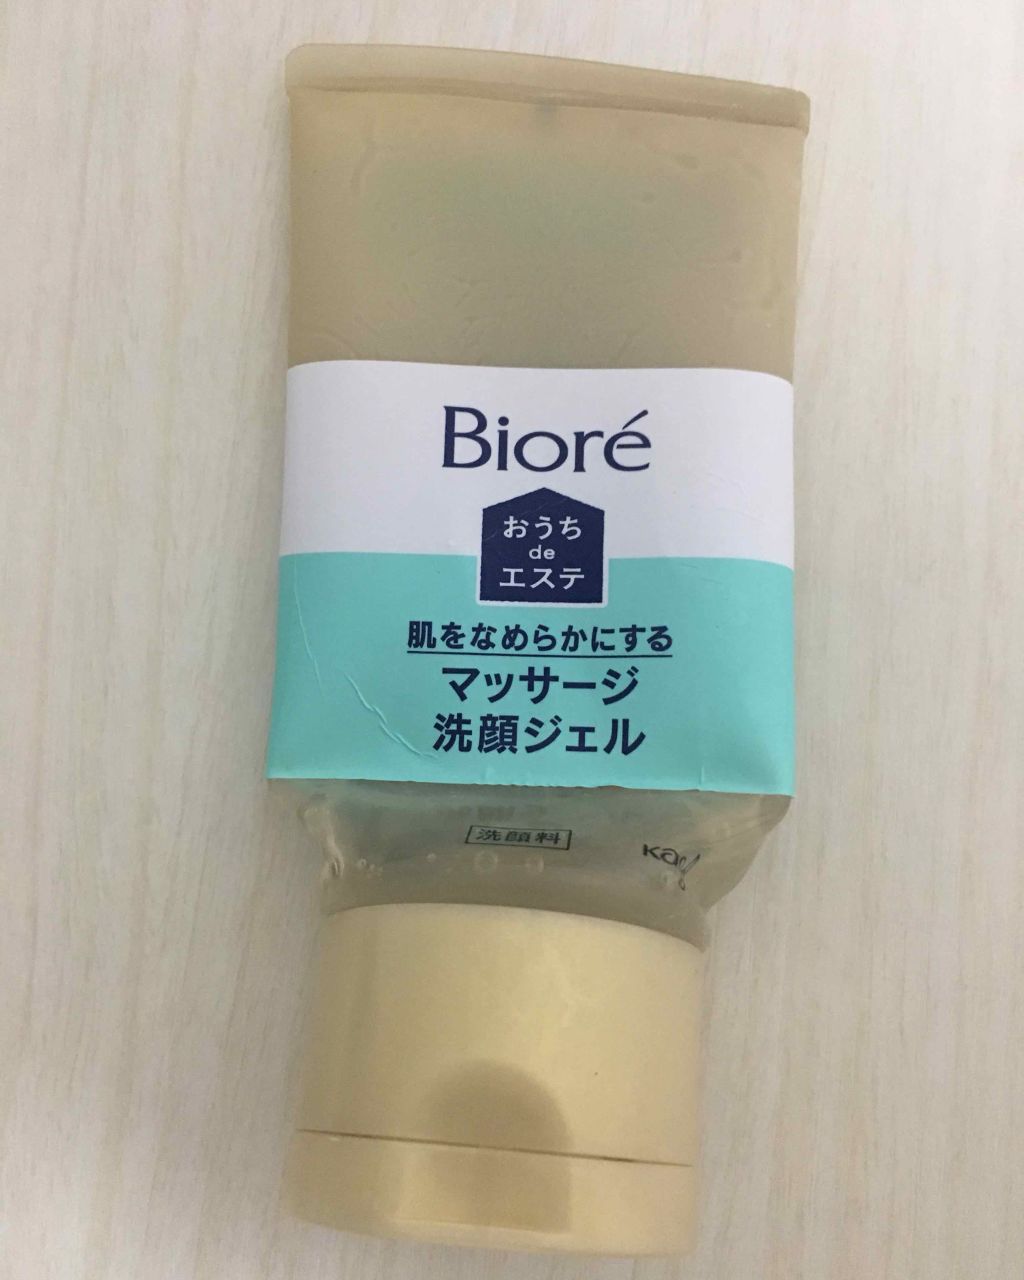 Bioré
おうち
de
エステ
肌をなめらかにする
マッサージ
洗顔ジェル
洗顔料